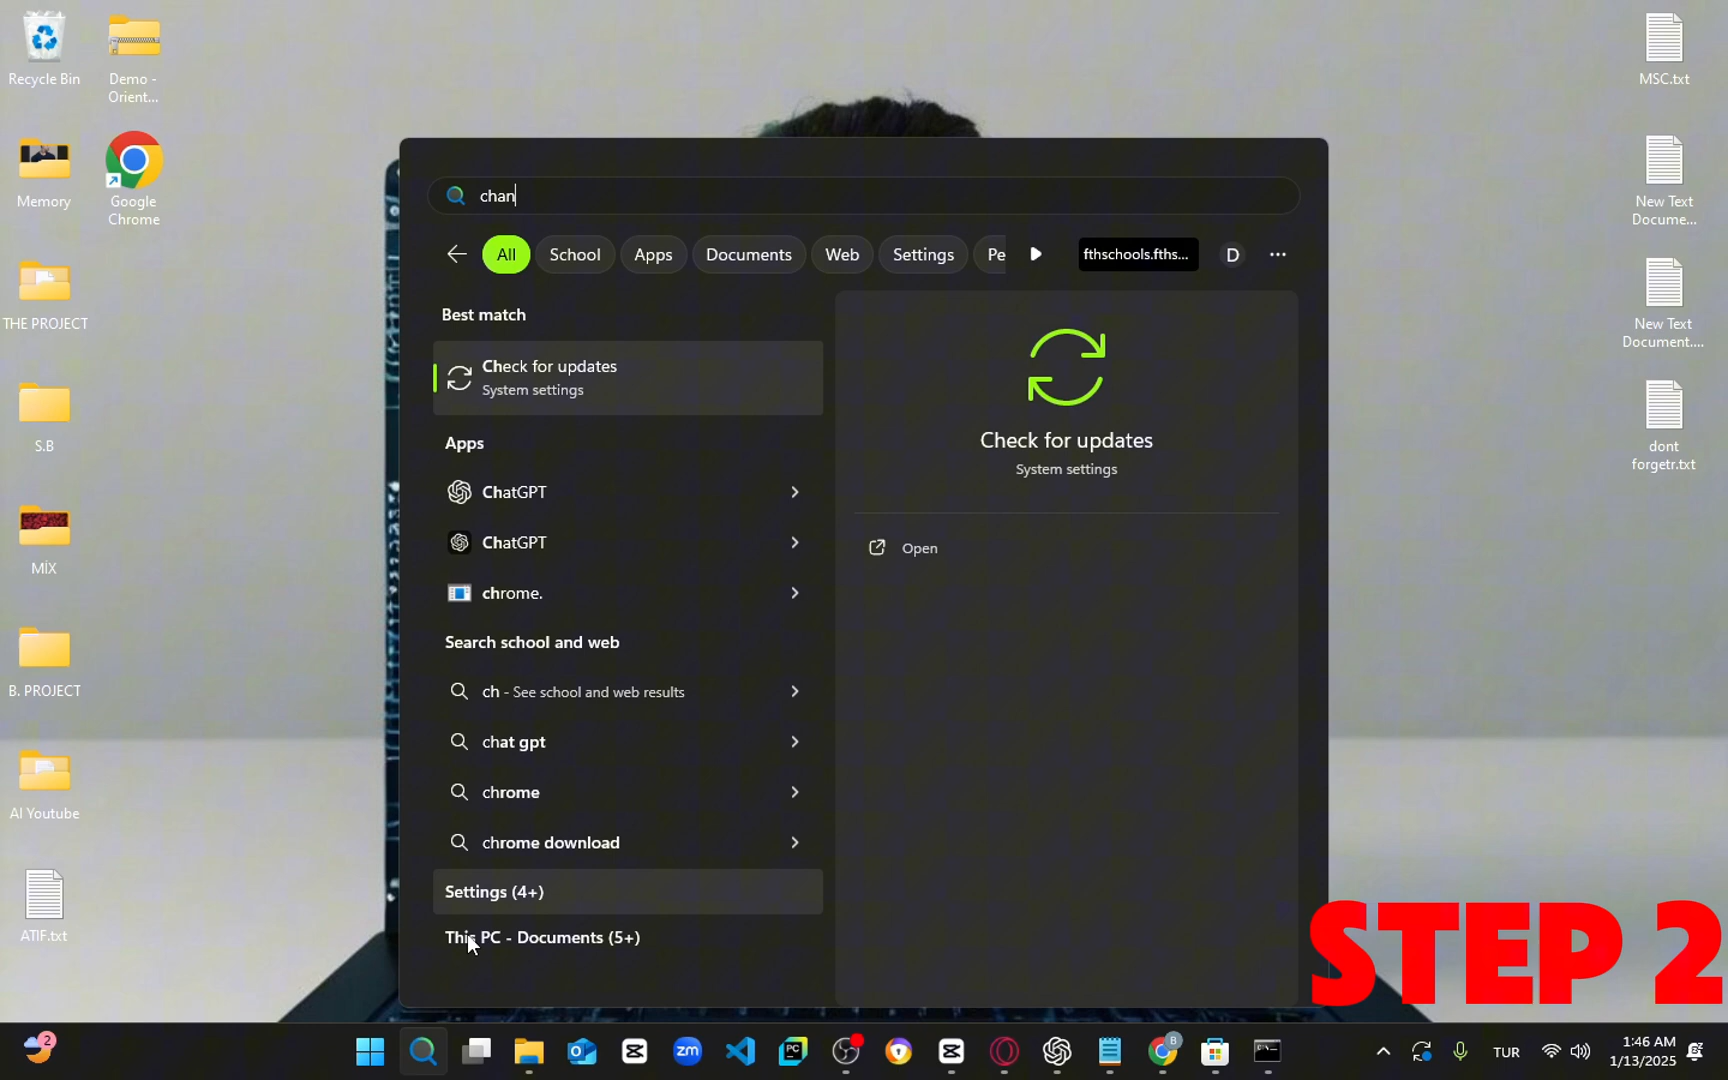 Recycle Bin
Demo -
Orient...
Memory
Google
Chrome
THE PROJECT
S.B
MİX
B. PROJECT
AI Youtube
ATIF.txt
MSC.txt
New Text
Docume...
New Text
Document....
dont
forgetr.txt
chan
All
School
Apps
Documents
Web
Settings
Pe
fthschools.fths...
D
Best match
Check for updates
System settings
Apps
ChatGPT
ChatGPT
chrome.
Search school and web
ch - See school and web results
chat gpt
chrome
chrome download
Settings (4+)
This PC - Documents (5+)
Check for updates
System settings
Open
STEP 2
2
zm
PC
B
TUR
1:46 AM
1/13/2025